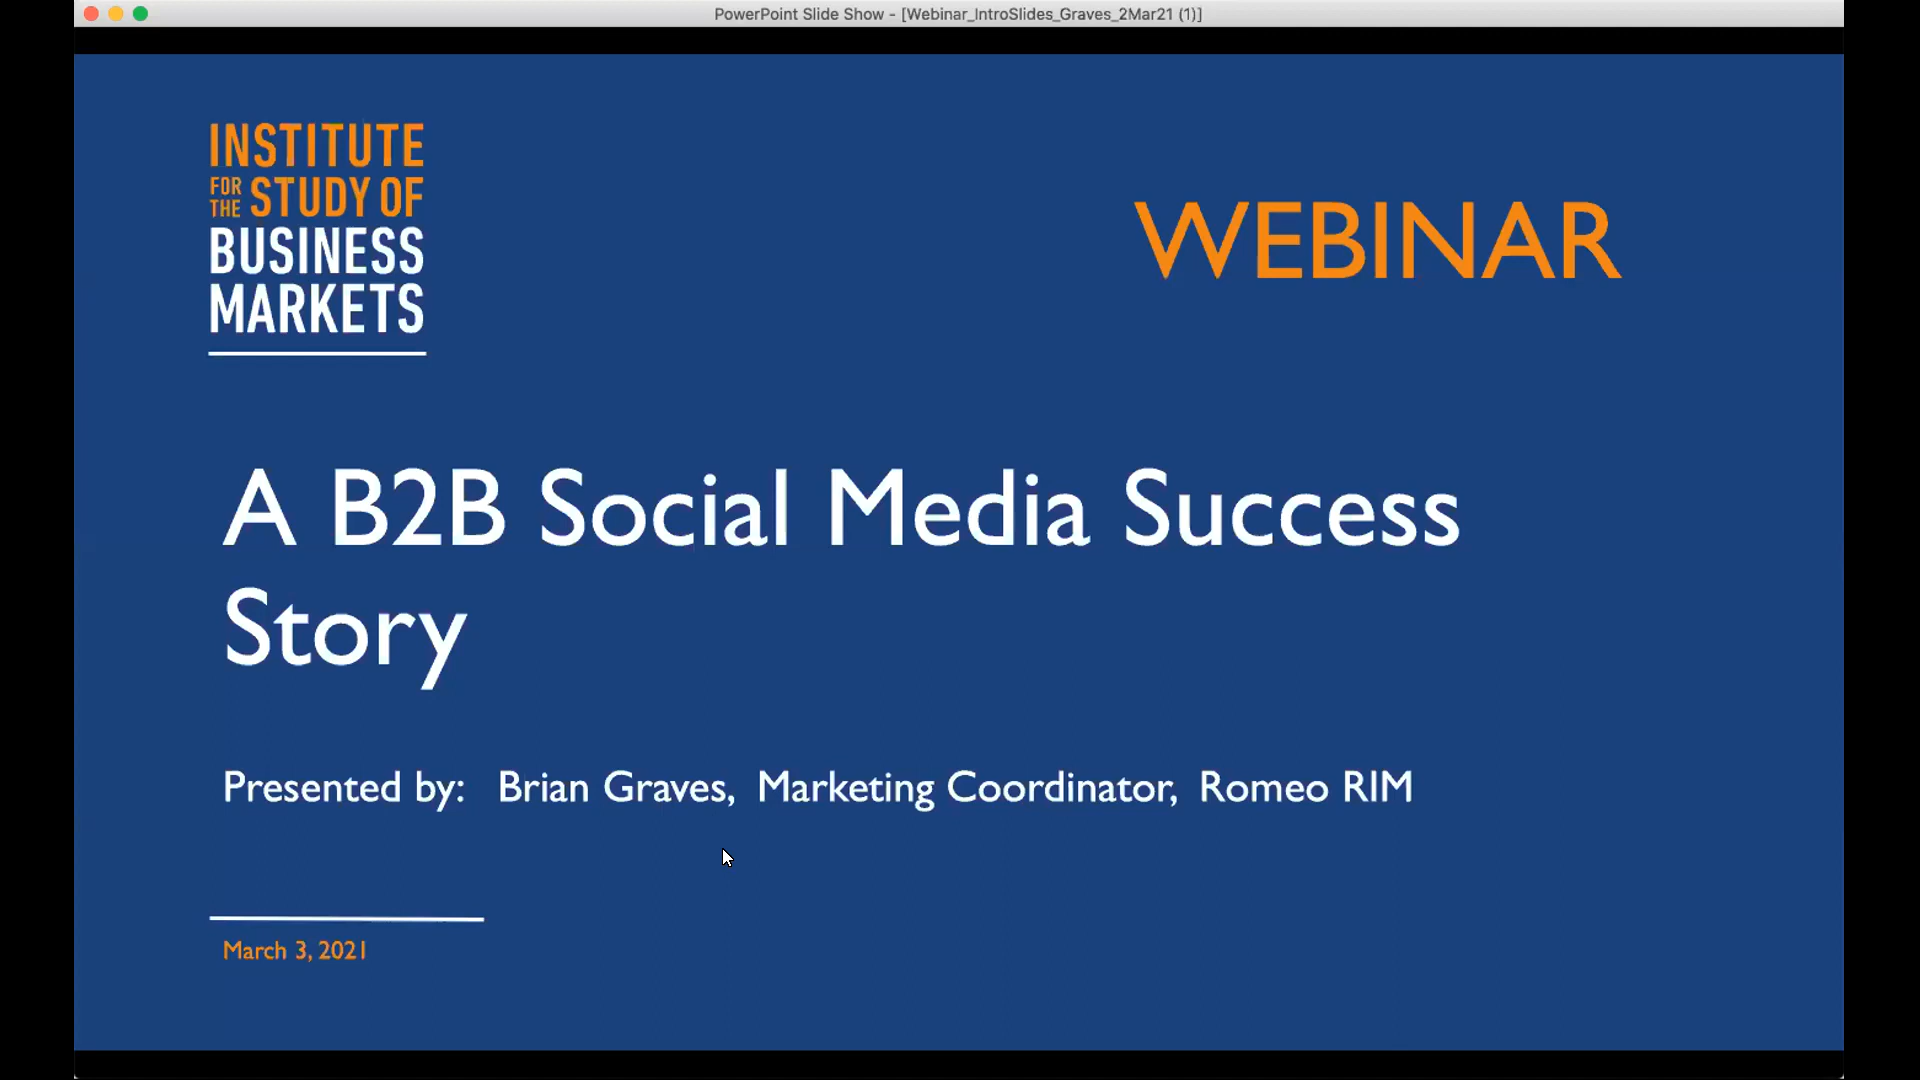 PowerPoint Slide Show - [Webinar_IntroSlides_Graves_2Mar21 (1)]
INSTITUTE
FOR THE STUDY OF
BUSINESS
MARKETS
WEBINAR
A B2B Social Media Success
Story
Presented by: Brian Graves, Marketing Coordinator, Romeo RIM
March 3, 2021